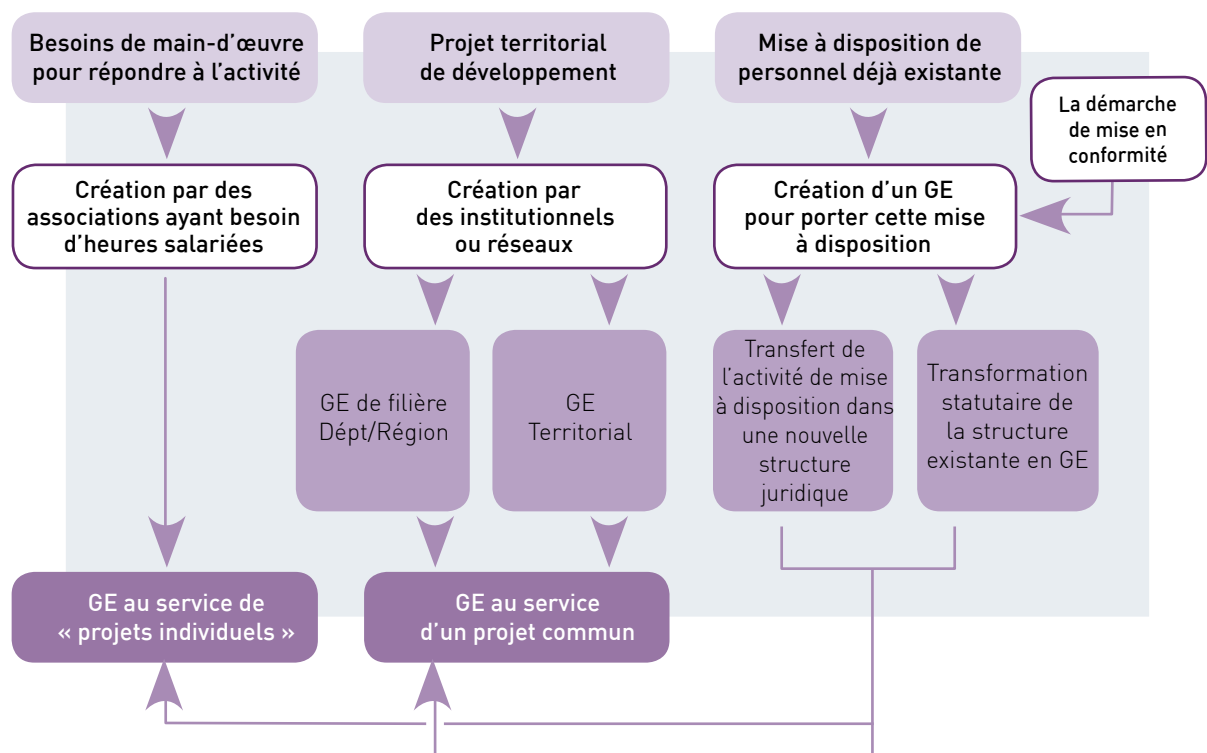 Besoins de main-d'œuvre
pour répondre à l'activité
Projet territorial
de développement
Mise à disposition de
personnel déjà existante
La démarche
de mise en
conformité
Création par des
associations ayant besoin
d'heures salariées
Création par
des institutionnels
ou réseaux
Création d'un GE
pour porter cette mise
à disposition
GE de filière
Dépt/Région
GE
Territorial
Transfert de
l'activité de mise
à disposition dans
une nouvelle
structure
juridique
Transformation
statutaire de
la structure
existante en GE
GE au service de
« projets individuels »
GE au service
d'un projet commun